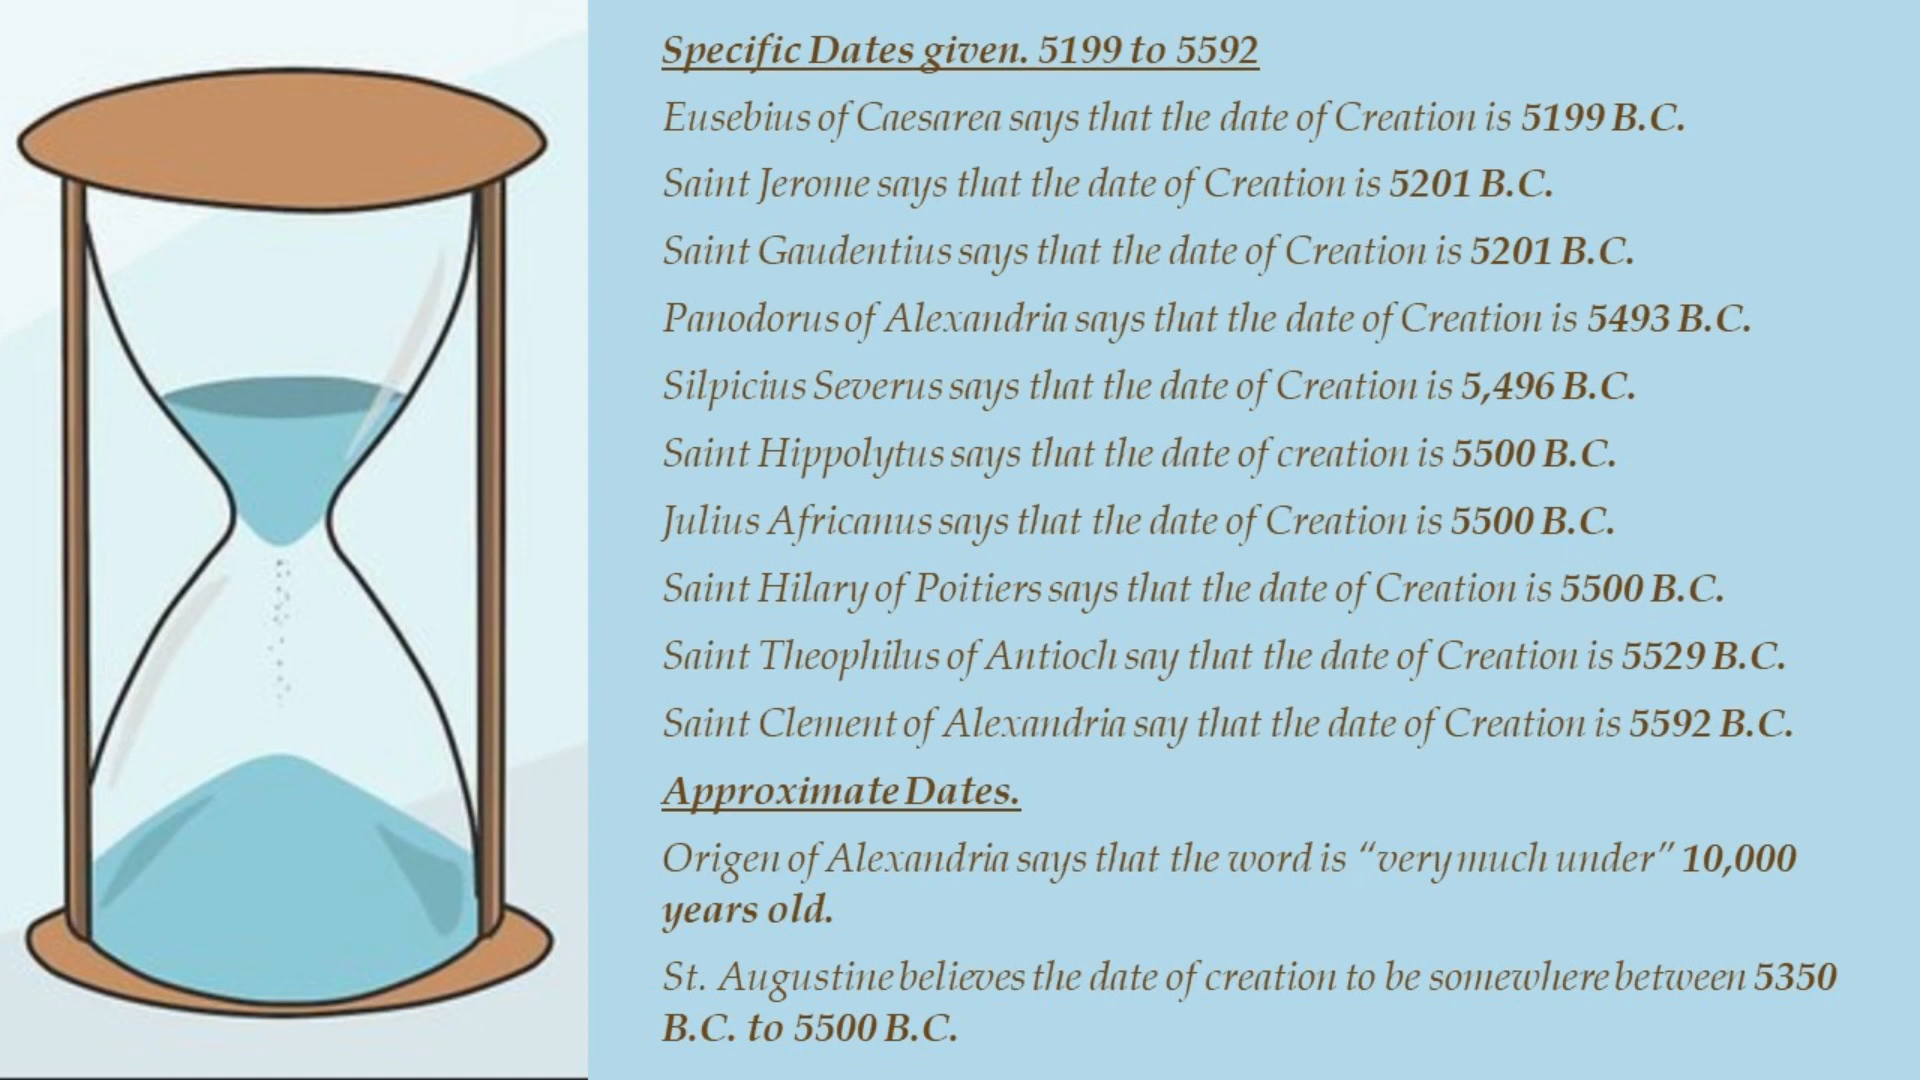 Specific Dates given. 5199 to 5592
Eusebius of Caesarea says that the date of Creation is 5199 B.C.
Saint Jerome says that the date of Creation is 5201 B.C.
Saint Gaudentius says that the date of Creation is 5201 B.C.
Panodorus of Alexandria says that the date of Creation is 5493 B.C.
Silpicius Severus says that the date of Creation is 5,496 B.C.
Saint Hippolytus says that the date of creation is 5500 B.C.
Julius Africanus says that the date of Creation is 5500 B.C.
Saint Hilary of Poitiers says that the date of Creation is 5500 B.C.
Saint Theophilus of Antioch say that the date of Creation is 5529 B.C.
Saint Clement of Alexandria say that the date of Creation is 5592 B.C.
Approximate Dates.
Origen of Alexandria says that the word is “very much under” 10,000
years old.
St. Augustine believes the date of creation to be somewhere between 5350
B.C. to 5500 B.C.